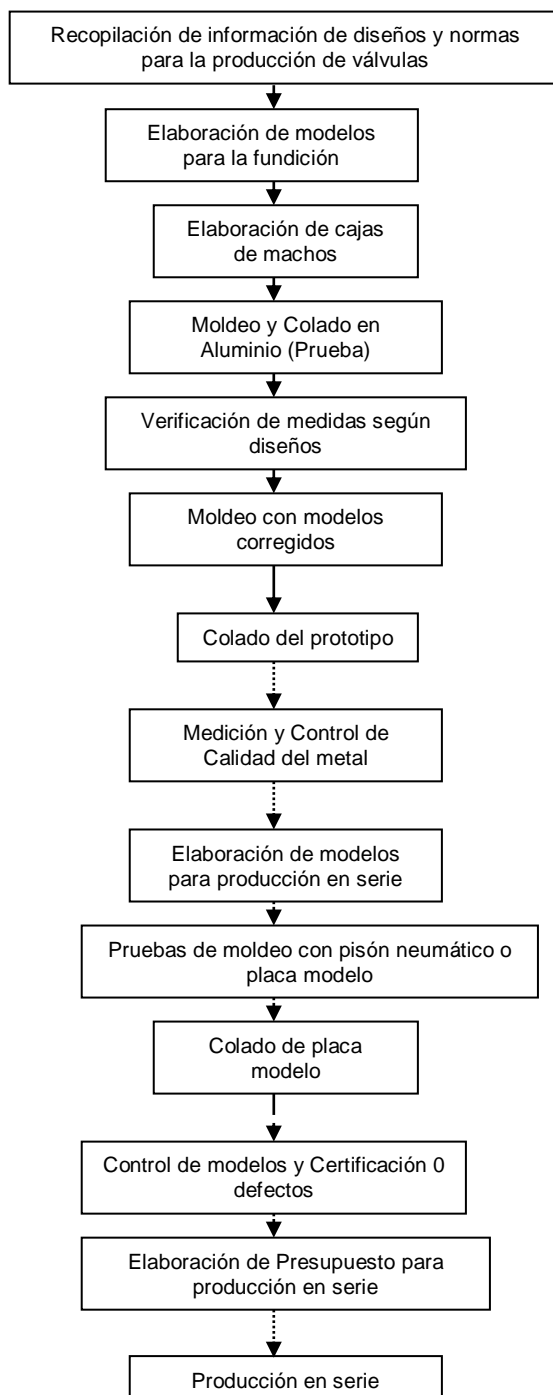 Recopilación de información de diseños y normas
para la producción de válvulas
Elaboración de modelos
para la fundición
Elaboración de cajas
de machos
Moldeo y Colado en
Aluminio (Prueba)
Verificación de medidas según
diseños
Moldeo con modelos
corregidos
Colado del prototipo
Medición y Control de
Calidad del metal
Elaboración de modelos
para producción en serie
Pruebas de moldeo con pisón neumático o
placa modelo
Colado de placa
modelo
Control de modelos y Certificación 0
defectos
Elaboración de Presupuesto para
producción en serie
Producción en serie